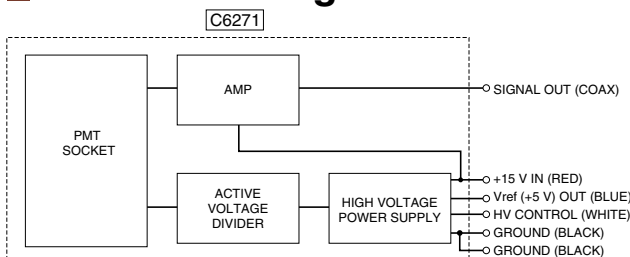 C6271
PMT
SOCKET
AMP
ACTIVE
VOLTAGE
DIVIDER
HIGH VOLTAGE
POWER SUPPLY
SIGNAL OUT (COAX)
+15 V IN (RED)
Vref (+5 V) OUT (BLUE)
HV CONTROL (WHITE)
GROUND (BLACK)
GROUND (BLACK)